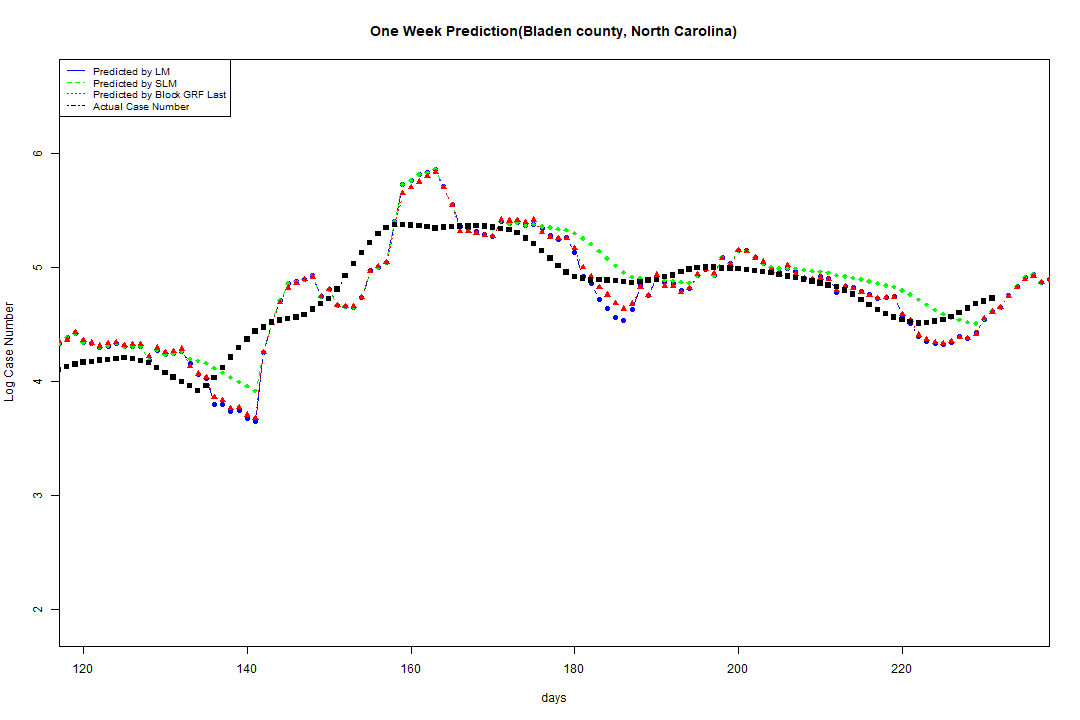 One Week Prediction(Bladen county, North Carolina)
Predicted by LM
Predicted by SLM
Predicted by Block GRF Last
Actual Case Number
6
5
4
3
2
Log Case Number
120 140 160 180 200 220
days